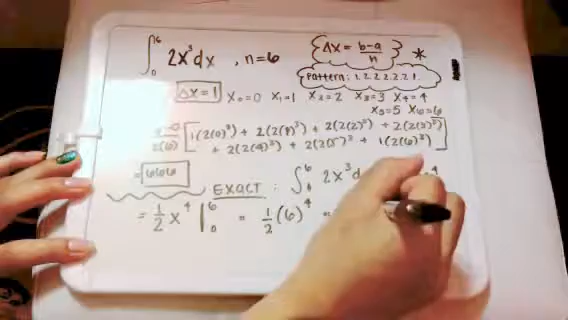 ∫₀⁶ 2x³dx , n=6
Δx = b-a/n *
Pattern: 1,2,2,2,2,2,1
Δx=1 x₀=0 x₁=1 x₂=2 x₃=3 x₄=4
x₅=5 x₆=6
[1(2(0)³) + 2(2(1)³) + 2(2(2)³) + 2(2(3)³)
+ 2(2(4)³) + 2(2(5)³) + 1(2(6)³)]
= 666 EXACT: ∫₀⁶ 2x³d
= 1/2 x⁴ |₀⁶ = 1/2 (6)⁴ =